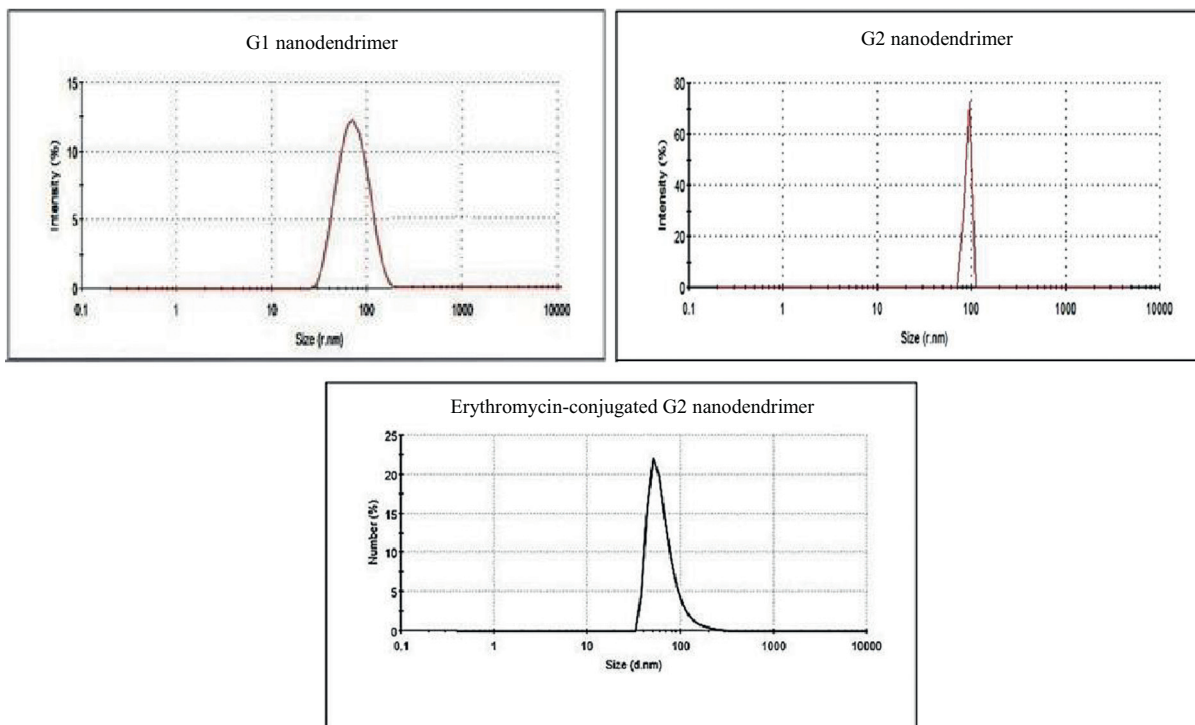 G1 nanodendrimer
15
10
5
0
Intensity (%)
0.1 1 10 100 1000 10000
Size (r.nm)
G2 nanodendrimer
80
60
40
20
0
Intensity (%)
0.1 1 10 100 1000 10000
Size (r.nm)
Erythromycin-conjugated G2 nanodendrimer
25
20
15
10
5
0
Number (%)
0.1 1 10 100 1000 10000
Size (d.nm)